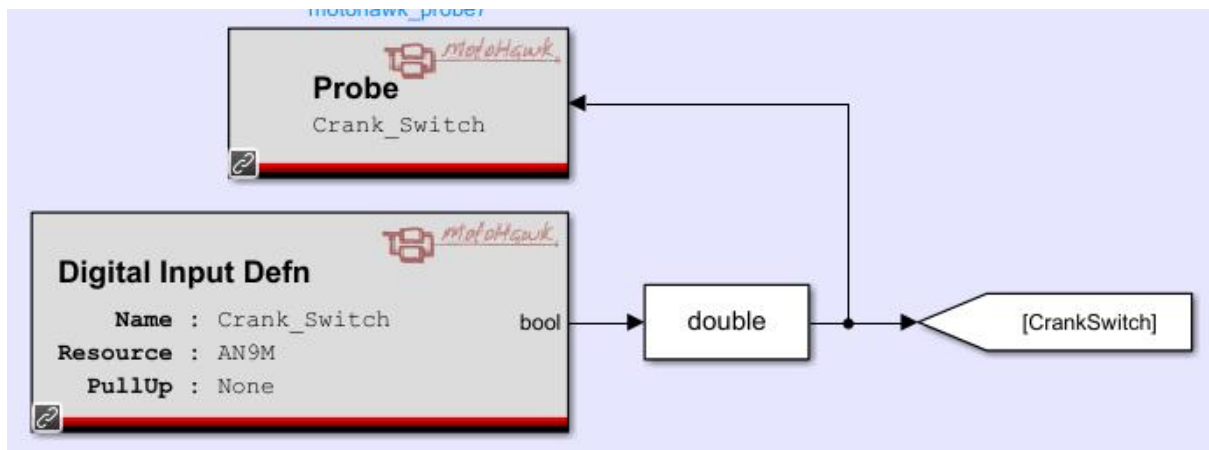 motohawk_probe7
MotoHawk
Probe
Crank_Switch
MotoHawk
Digital Input Defn
Name : Crank_Switch
Resource : AN9M
PullUp : None
bool
double
[CrankSwitch]